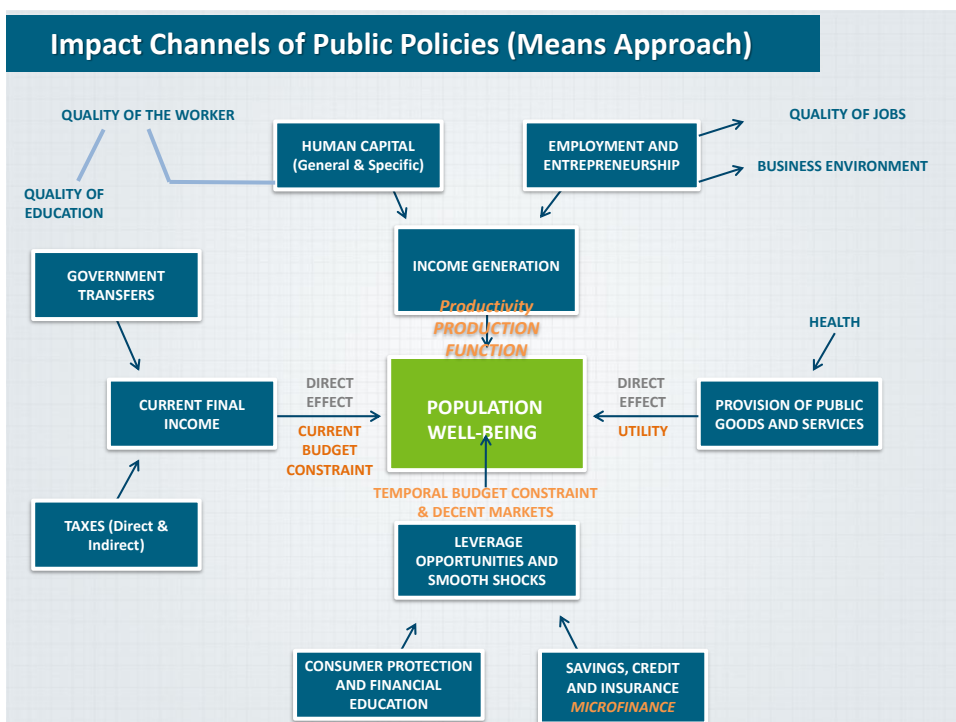 Impact Channels of Public Policies (Means Approach)
QUALITY OF THE WORKER
QUALITY OF
EDUCATION
HUMAN CAPITAL
(General & Specific)
EMPLOYMENT AND
ENTREPRENEURSHIP
QUALITY OF JOBS
BUSINESS ENVIRONMENT
INCOME GENERATION
Productivity
PRODUCTION
FUNCTION
GOVERNMENT
TRANSFERS
HEALTH
CURRENT FINAL
INCOME
DIRECT
EFFECT
CURRENT
BUDGET
CONSTRAINT
POPULATION
WELL-BEING
DIRECT
EFFECT
UTILITY
PROVISION OF PUBLIC
GOODS AND SERVICES
TAXES (Direct &
Indirect)
TEMPORAL BUDGET CONSTRAINT
& DECENT MARKETS
LEVERAGE
OPPORTUNITIES AND
SMOOTH SHOCKS
CONSUMER PROTECTION
AND FINANCIAL
EDUCATION
SAVINGS, CREDIT
AND INSURANCE
MICROFINANCE